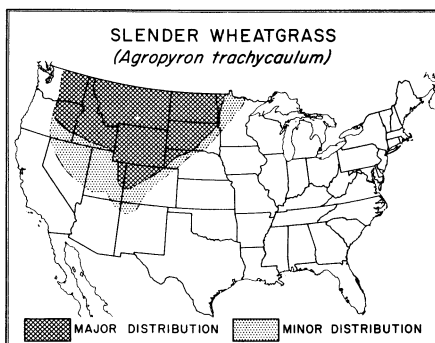 SLENDER WHEATGRASS
(Agropyron trachycaulum)
MAJOR DISTRIBUTION MINOR DISTRIBUTION